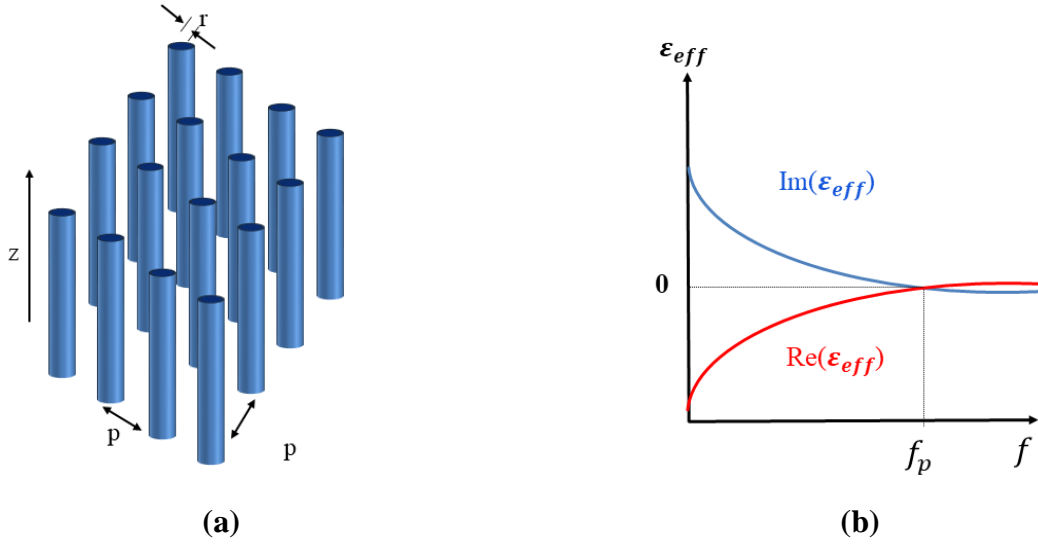 r
z
p
p
(a)
ε_eff
Im(ε_eff)
0
Re(ε_eff)
f_p
f
(b)